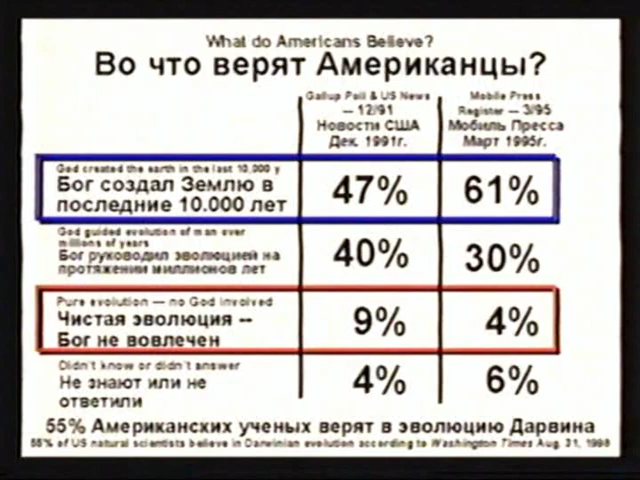 What do Americans Believe?
Во что верят Американцы?
Gallup Poll & US News
— 12/91
Новости США
Дек. 1991г.
Mobile Press
Register — 3/95
Мобиль Пресса
Март 1995г.
God created the earth in the last 10,000 y
Бог создал Землю в
последние 10.000 лет
47%
61%
God guided evolution of man over
millions of years
Бог руководил эволюцией на
протяжении миллионов лет
40%
30%
Pure evolution — no God involved
Чистая эволюция --
Бог не вовлечен
9%
4%
Didn't know or didn't answer
Не знают или не
ответили
4%
6%
55% Американских ученых верят в эволюцию Дарвина
55% of US natural scientists believe in Darwinian evolution according to Washington Times Aug. 31, 1998